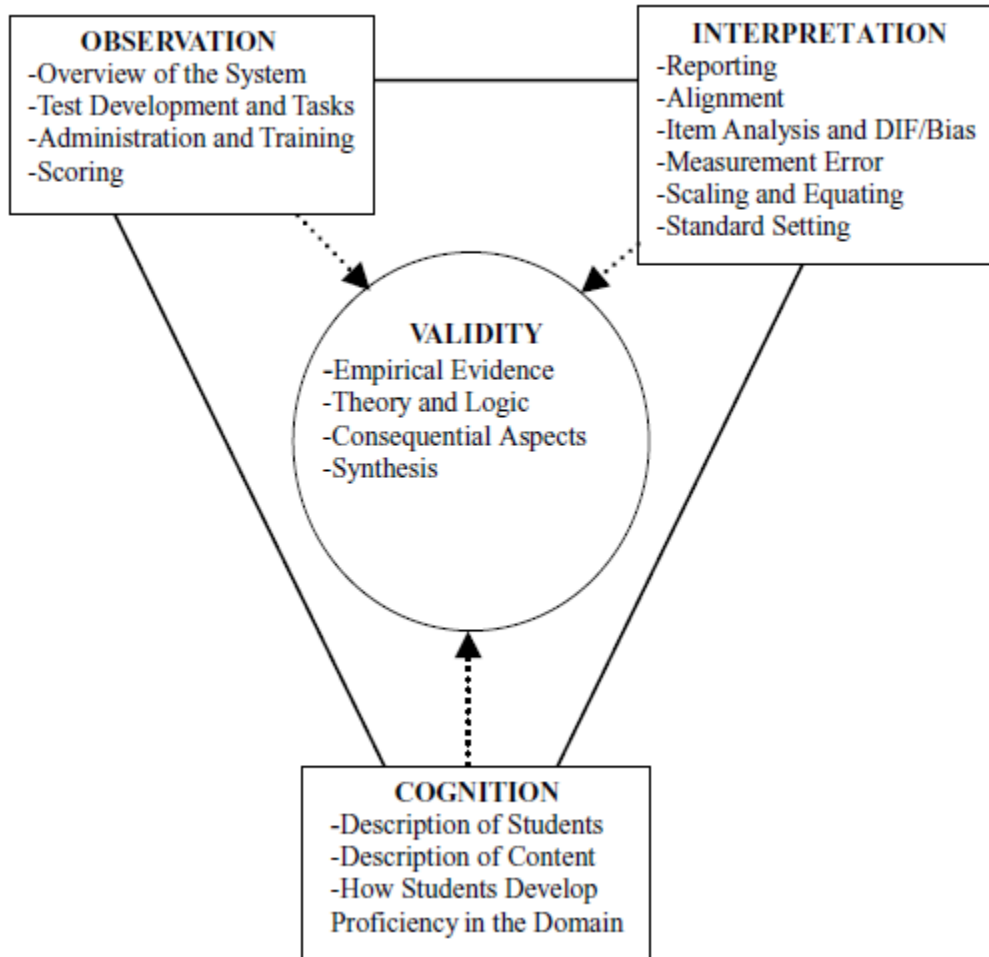 OBSERVATION
-Overview of the System
-Test Development and Tasks
-Administration and Training
-Scoring
INTERPRETATION
-Reporting
-Alignment
-Item Analysis and DIF/Bias
-Measurement Error
-Scaling and Equating
-Standard Setting
VALIDITY
-Empirical Evidence
-Theory and Logic
-Consequential Aspects
-Synthesis
COGNITION
-Description of Students
-Description of Content
-How Students Develop
Proficiency in the Domain